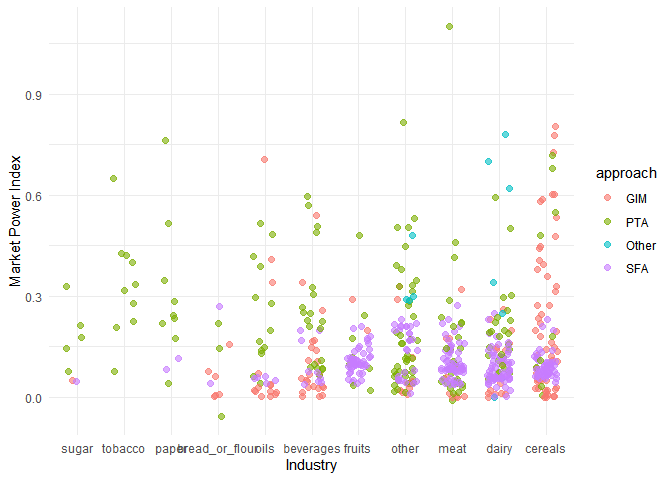 Market Power Index
0.9
0.6
0.3
0.0
sugar tobacco paper bread_or_flour oils beverages fruits other meat dairy cereals
Industry
approach
GIM
PTA
Other
SFA